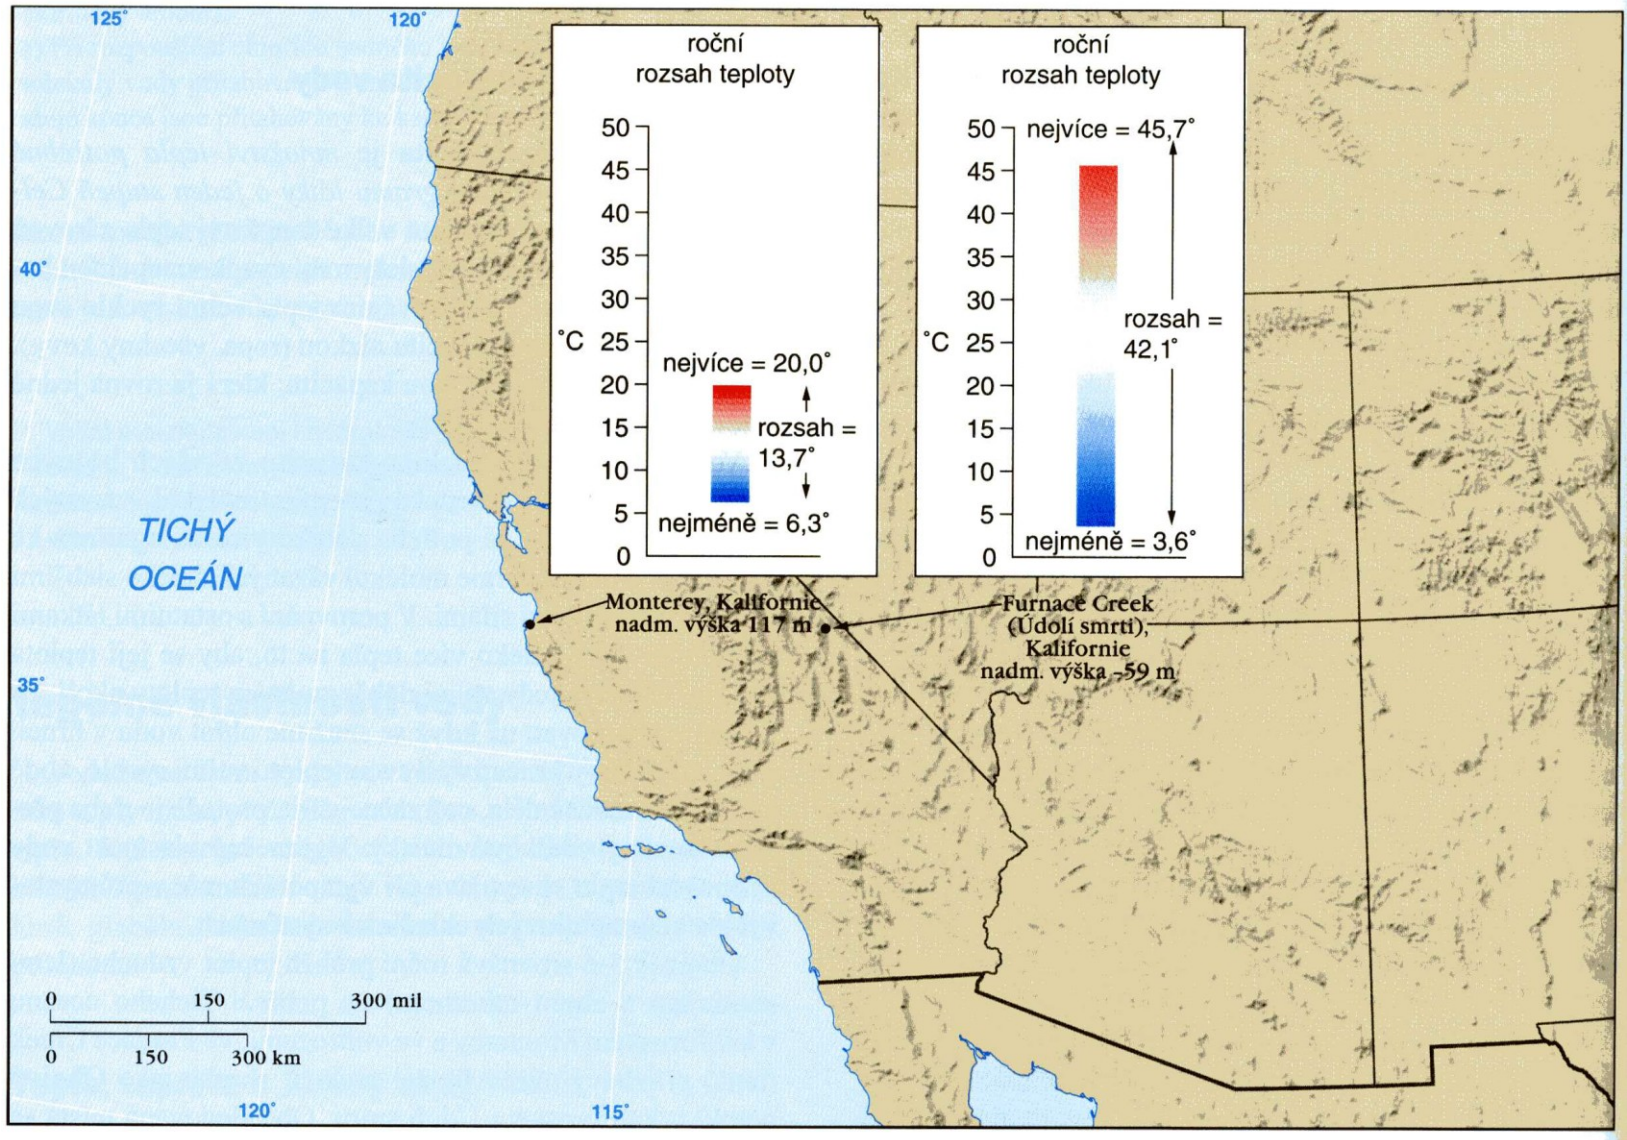 125˚
120˚
roční
rozsah teploty
50
45
40
35
30
˚C 25
20
15
10
5
0
nejvíce = 20,0˚
rozsah =
13,7˚
nejméně = 6,3˚
roční
rozsah teploty
50
45
40
35
30
˚C 25
20
15
10
5
0
nejvíce = 45,7˚
rozsah =
42,1˚
nejméně = 3,6˚
40˚
TICHÝ
OCEÁN
Monterey, Kalifornie
nadm. výška 117 m
Furnace Creek
(Údolí smrti),
Kalifornie
nadm. výška –59 m
35˚
0 150 300 mil
0 150 300 km
120˚
115˚